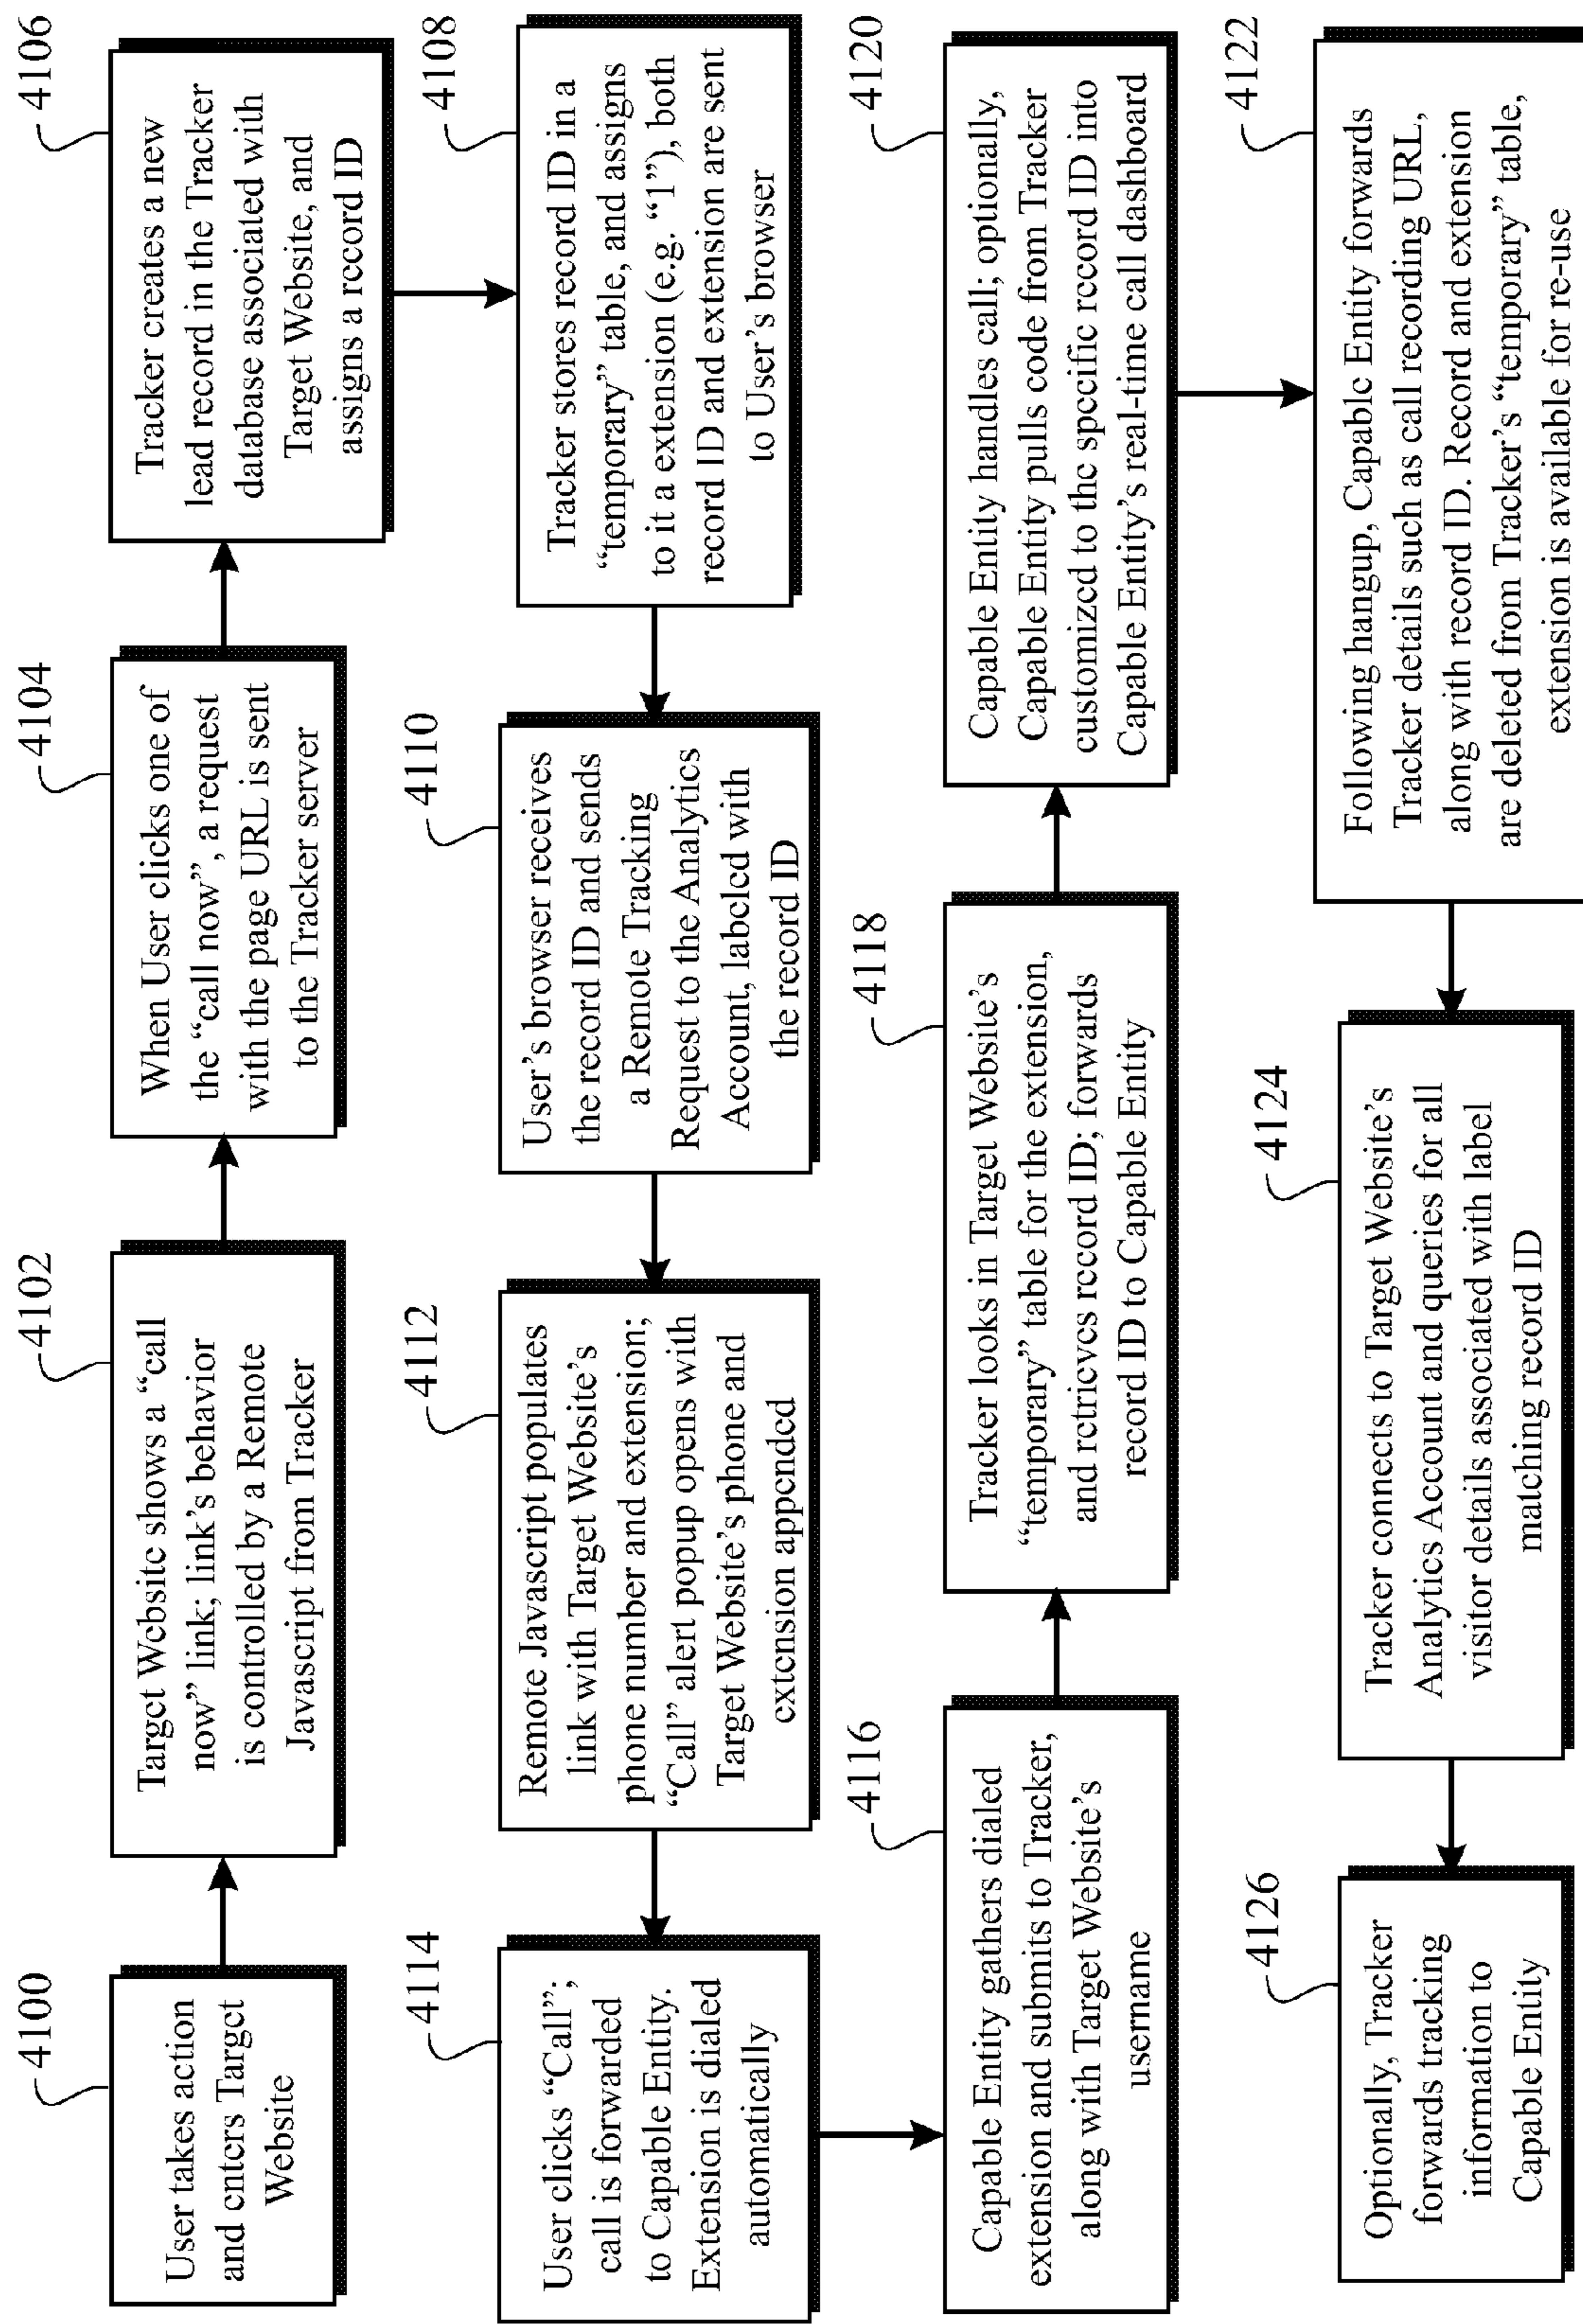 4100
User takes action
and enters Target
Website
4102
Target Website shows a “call
now” link; link's behavior
is controlled by a Remote
Javascript from Tracker
4104
When User clicks one of
the “call now”, a request
with the page URL is sent
to the Tracker server
4106
Tracker creates a new
lead record in the Tracker
database associated with
Target Website, and
assigns a record ID
4108
Tracker stores record ID in a
“temporary” table, and assigns
to it a extension (e.g. “1”), both
record ID and extension are sent
to User's browser
4110
User's browser receives
the record ID and sends
a Remote Tracking
Request to the Analytics
Account, labeled with
the record ID
4112
Remote Javascript populates
link with Target Website's
phone number and extension;
“Call” alert popup opens with
Target Website's phone and
extension appended
4114
User clicks “Call”;
call is forwarded
to Capable Entity.
Extension is dialed
automatically
4116
Capable Entity gathers dialed
extension and submits to Tracker,
along with Target Website's
username
4118
Tracker looks in Target Website's
“temporary” table for the extension,
and retrieves record ID; forwards
record ID to Capable Entity
4120
Capable Entity handles call; optionally,
Capable Entity pulls code from Tracker
customized to the specific record ID into
Capable Entity's real-time call dashboard
4122
Following hangup, Capable Entity forwards
Tracker details such as call recording URL,
along with record ID. Record and extension
are deleted from Tracker's “temporary” table,
extension is available for re-use
4124
Tracker connects to Target Website's
Analytics Account and queries for all
visitor details associated with label
matching record ID
4126
Optionally, Tracker
forwards tracking
information to
Capable Entity